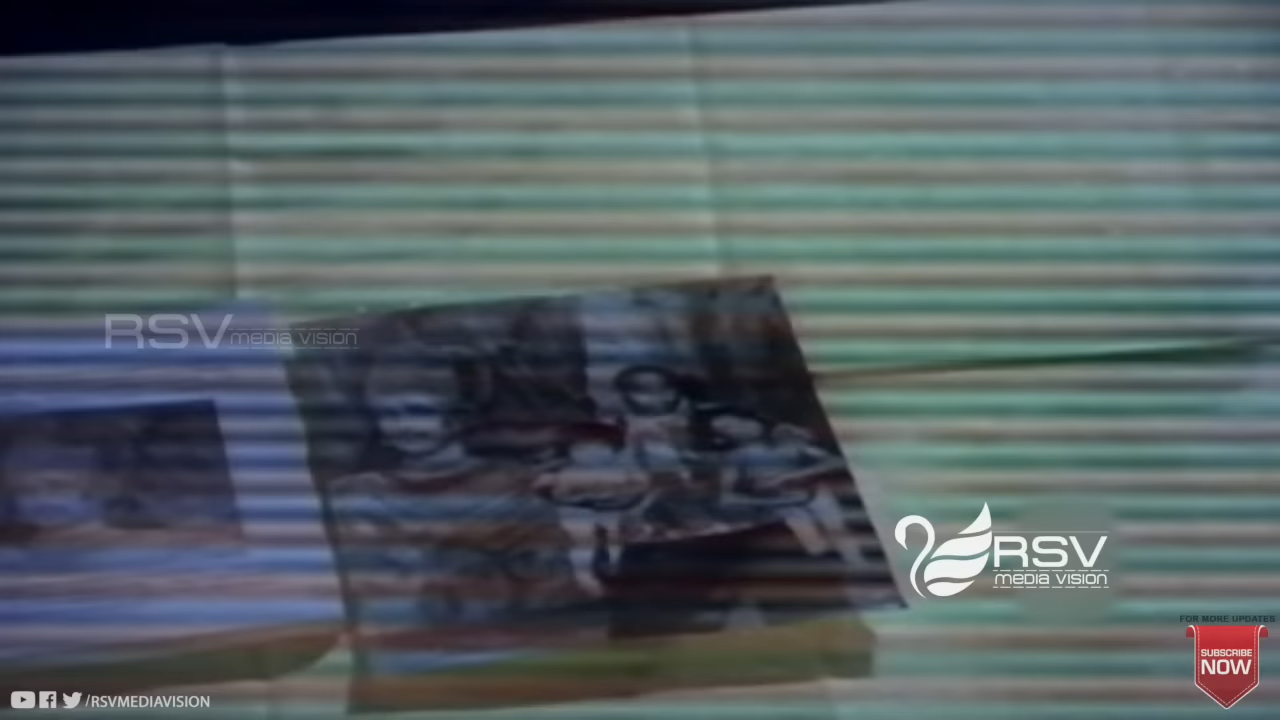 RSV media vision
RSV
media vision
FOR MORE UPDATES
SUBSCRIBE
NOW
/RSVMEDIAVISION